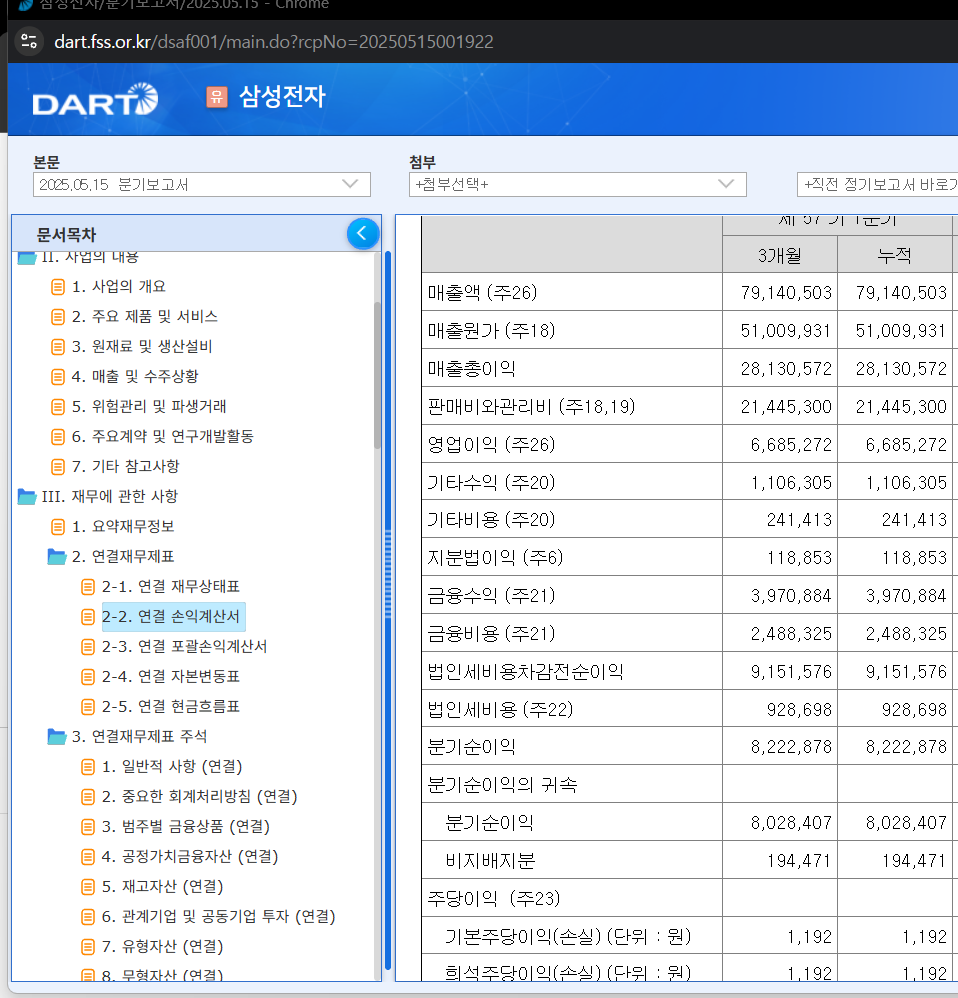 삼성전자/분기보고서/2025.05.15 - Chrome
dart.fss.or.kr/dsaf001/main.do?rcpNo=20250515001922
DART
유 삼성전자
본문
2025.05.15 분기보고서
첨부
+첨부선택+
+직전 정기보고서 바로가
문서목차
II. 사업의 내용
1. 사업의 개요
2. 주요 제품 및 서비스
3. 원재료 및 생산설비
4. 매출 및 수주상황
5. 위험관리 및 파생거래
6. 주요계약 및 연구개발활동
7. 기타 참고사항
III. 재무에 관한 사항
1. 요약재무정보
2. 연결재무제표
2-1. 연결 재무상태표
2-2. 연결 손익계산서
2-3. 연결 포괄손익계산서
2-4. 연결 자본변동표
2-5. 연결 현금흐름표
3. 연결재무제표 주석
1. 일반적 사항 (연결)
2. 중요한 회계처리방침 (연결)
3. 범주별 금융상품 (연결)
4. 공정가치금융자산 (연결)
5. 재고자산 (연결)
6. 관계기업 및 공동기업 투자 (연결)
7. 유형자산 (연결)
8. 무형자산 (연결)
제 57 기 1분기
3개월 누적
매출액 (주26) 79,140,503 79,140,503
매출원가 (주18) 51,009,931 51,009,931
매출총이익 28,130,572 28,130,572
판매비와관리비 (주18,19) 21,445,300 21,445,300
영업이익 (주26) 6,685,272 6,685,272
기타수익 (주20) 1,106,305 1,106,305
기타비용 (주20) 241,413 241,413
지분법이익 (주6) 118,853 118,853
금융수익 (주21) 3,970,884 3,970,884
금융비용 (주21) 2,488,325 2,488,325
법인세비용차감전순이익 9,151,576 9,151,576
법인세비용 (주22) 928,698 928,698
분기순이익 8,222,878 8,222,878
분기순이익의 귀속
분기순이익 8,028,407 8,028,407
비지배지분 194,471 194,471
주당이익 (주23)
기본주당이익(손실) (단위 : 원) 1,192 1,192
희석주당이익(손실) (단위 : 원) 1,192 1,192